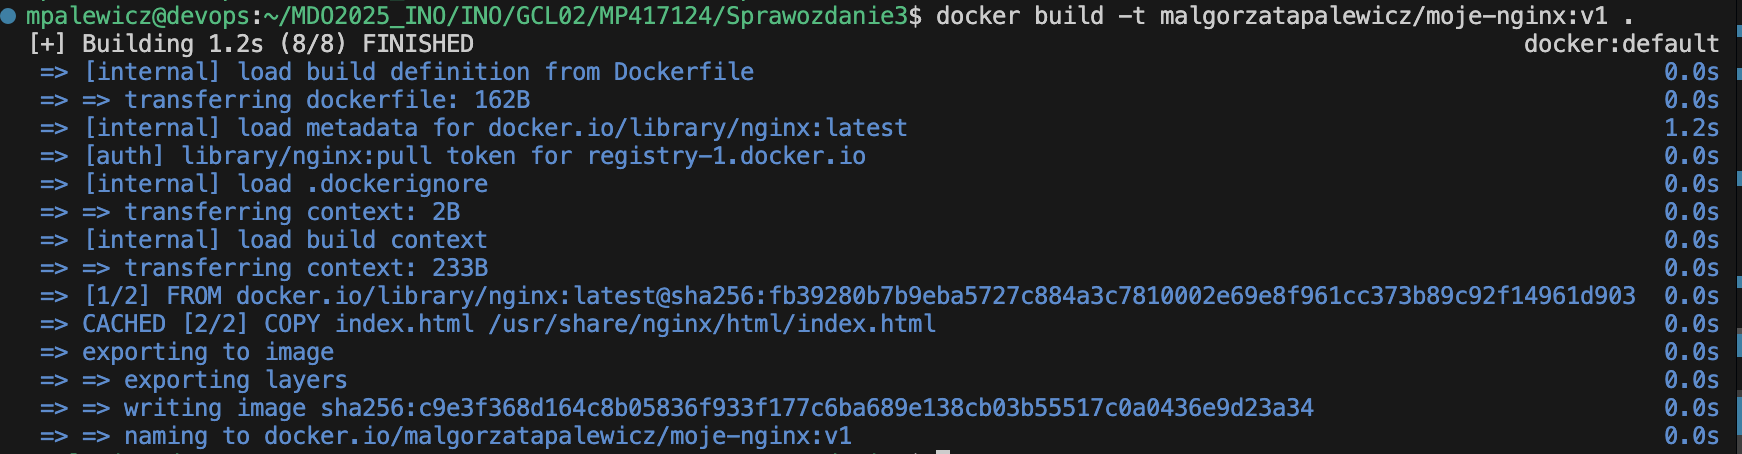 mpalewicz@devops:~/MDO2025_INO/INO/GCL02/MP417124/Sprawozdanie3$ docker build -t malgorzatapalewicz/moje-nginx:v1 .
[+] Building 1.2s (8/8) FINISHED docker:default
=> [internal] load build definition from Dockerfile 0.0s
=> => transferring dockerfile: 162B 0.0s
=> [internal] load metadata for docker.io/library/nginx:latest 1.2s
=> [auth] library/nginx:pull token for registry-1.docker.io 0.0s
=> [internal] load .dockerignore 0.0s
=> => transferring context: 2B 0.0s
=> [internal] load build context 0.0s
=> => transferring context: 233B 0.0s
=> [1/2] FROM docker.io/library/nginx:latest@sha256:fb39280b7b9eba5727c884a3c7810002e69e8f961cc373b89c92f14961d903 0.0s
=> CACHED [2/2] COPY index.html /usr/share/nginx/html/index.html 0.0s
=> exporting to image 0.0s
=> => exporting layers 0.0s
=> => writing image sha256:c9e3f368d164c8b05836f933f177c6ba689e138cb03b55517c0a0436e9d23a34 0.0s
=> => naming to docker.io/malgorzatapalewicz/moje-nginx:v1 0.0s